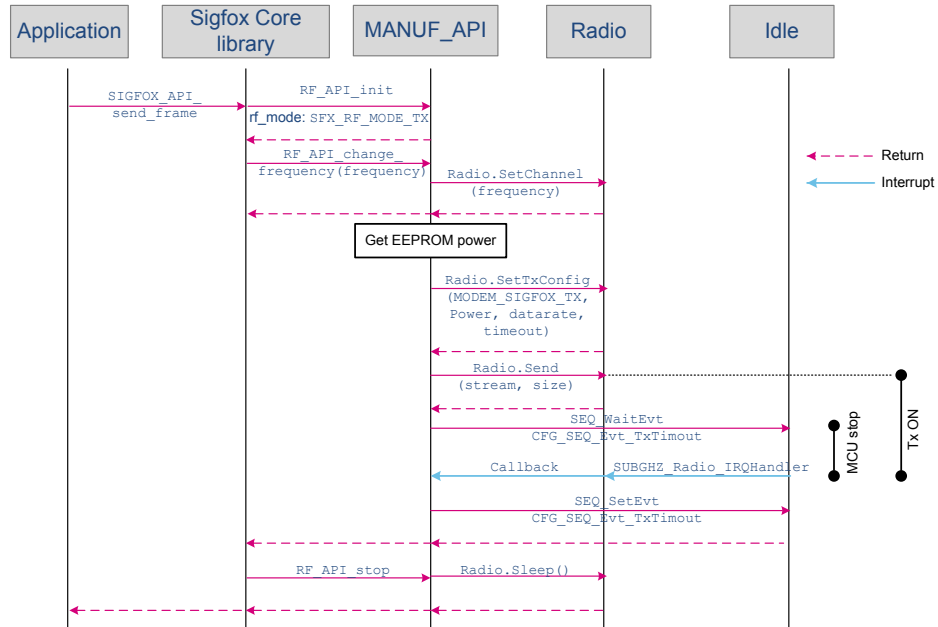 Application
Sigfox Core
library
MANUF_API
Radio
Idle
SIGFOX_API_
send_frame
RF_API_init
rf_mode: SFX_RF_MODE_TX
RF_API_change_
frequency(frequency)
Radio.SetChannel
(frequency)
Return
Interrupt
Get EEPROM power
Radio.SetTxConfig
(MODEM_SIGFOX_TX,
Power, datarate,
timeout)
Radio.Send
(stream, size)
SEQ_WaitEvt
CFG_SEQ_Evt_TxTimout
MCU stop
Tx ON
Callback
SUBGHZ_Radio_IRQHandler
SEQ_SetEvt
CFG_SEQ_Evt_TxTimout
RF_API_stop
Radio.Sleep()